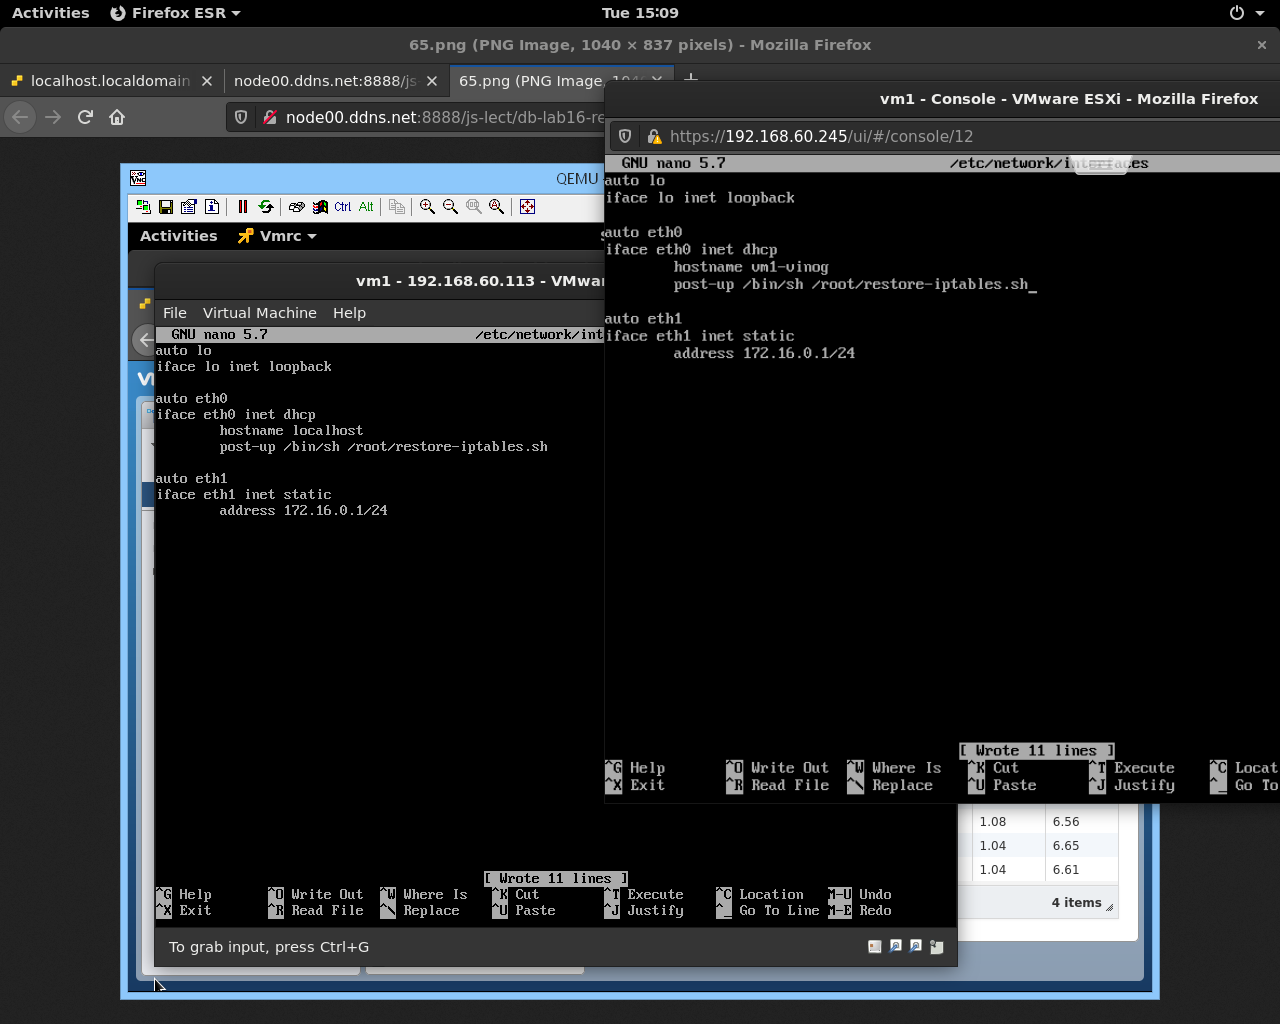 Activities Firefox ESR Tue 15:09
65.png (PNG Image, 1040 × 837 pixels) - Mozilla Firefox
localhost.localdomain
node00.ddns.net:8888/js
65.png (PNG Image,
node00.ddns.net:8888/js-lect/db-lab16-re
QEMU
Ctrl Alt
Activities Vmrc
vm1 - 192.168.60.113 - VMwar
File Virtual Machine Help
GNU nano 5.7 /etc/network/int
auto lo
iface lo inet loopback
auto eth0
iface eth0 inet dhcp
hostname localhost
post-up /bin/sh /root/restore-iptables.sh
auto eth1
iface eth1 inet static
address 172.16.0.1/24
[ Wrote 11 lines ]
^G Help ^O Write Out ^W Where Is ^K Cut ^T Execute ^C Location M-U Undo
^X Exit ^R Read File ^\ Replace ^U Paste ^J Justify ^_ Go To Line M-E Redo
To grab input, press Ctrl+G
vm1 - Console - VMware ESXi - Mozilla Firefox
https://192.168.60.245/ui/#/console/12
GNU nano 5.7 /etc/network/interfaces
auto lo
iface lo inet loopback
auto eth0
iface eth0 inet dhcp
hostname vm1-vinog
post-up /bin/sh /root/restore-iptables.sh_
auto eth1
iface eth1 inet static
address 172.16.0.1/24
[ Wrote 11 lines ]
^G Help ^O Write Out ^W Where Is ^K Cut ^T Execute ^C Locat
^X Exit ^R Read File ^\ Replace ^U Paste ^J Justify ^_ Go To
1.08 6.56
1.04 6.65
1.04 6.61
4 items